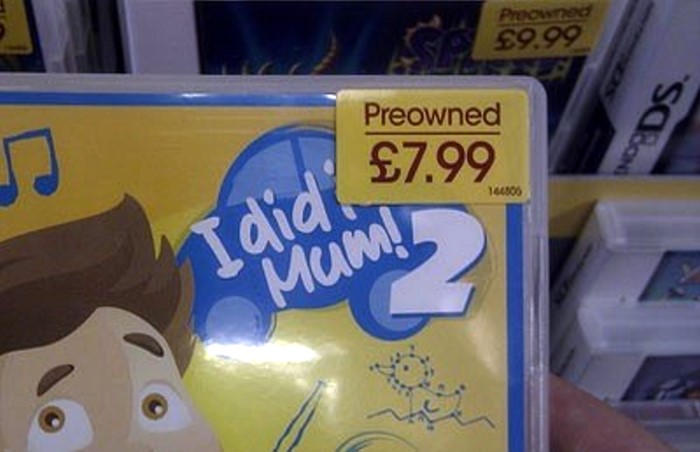 Preowned
£9.99
Preowned
£7.99
144805
I did
Mum!
2
DS